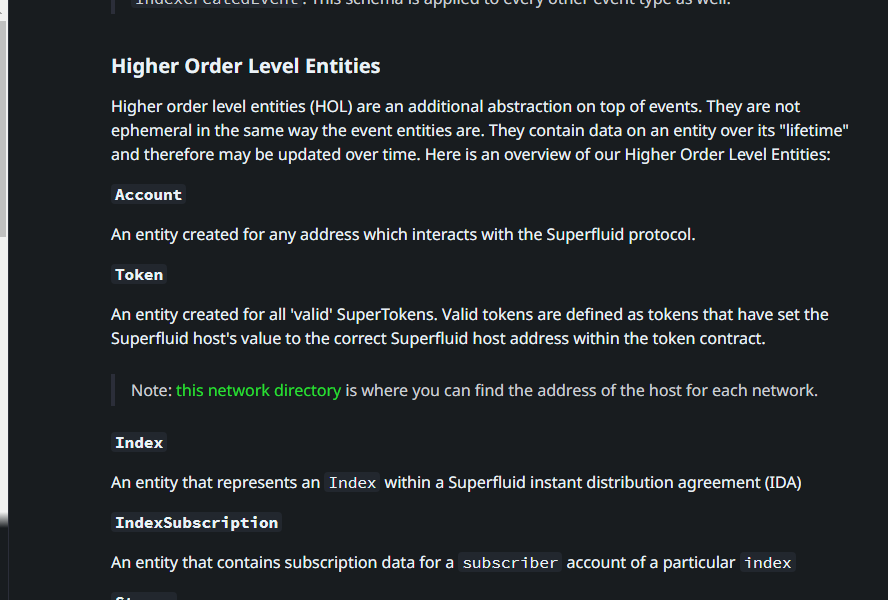 IndexCreatedEvent. This schema is applied to every other event type as well.
Higher Order Level Entities
Higher order level entities (HOL) are an additional abstraction on top of events. They are not
ephemeral in the same way the event entities are. They contain data on an entity over its "lifetime"
and therefore may be updated over time. Here is an overview of our Higher Order Level Entities:
Account
An entity created for any address which interacts with the Superfluid protocol.
Token
An entity created for all 'valid' SuperTokens. Valid tokens are defined as tokens that have set the
Superfluid host's value to the correct Superfluid host address within the token contract.
Note: this network directory is where you can find the address of the host for each network.
Index
An entity that represents an Index within a Superfluid instant distribution agreement (IDA)
IndexSubscription
An entity that contains subscription data for a subscriber account of a particular index